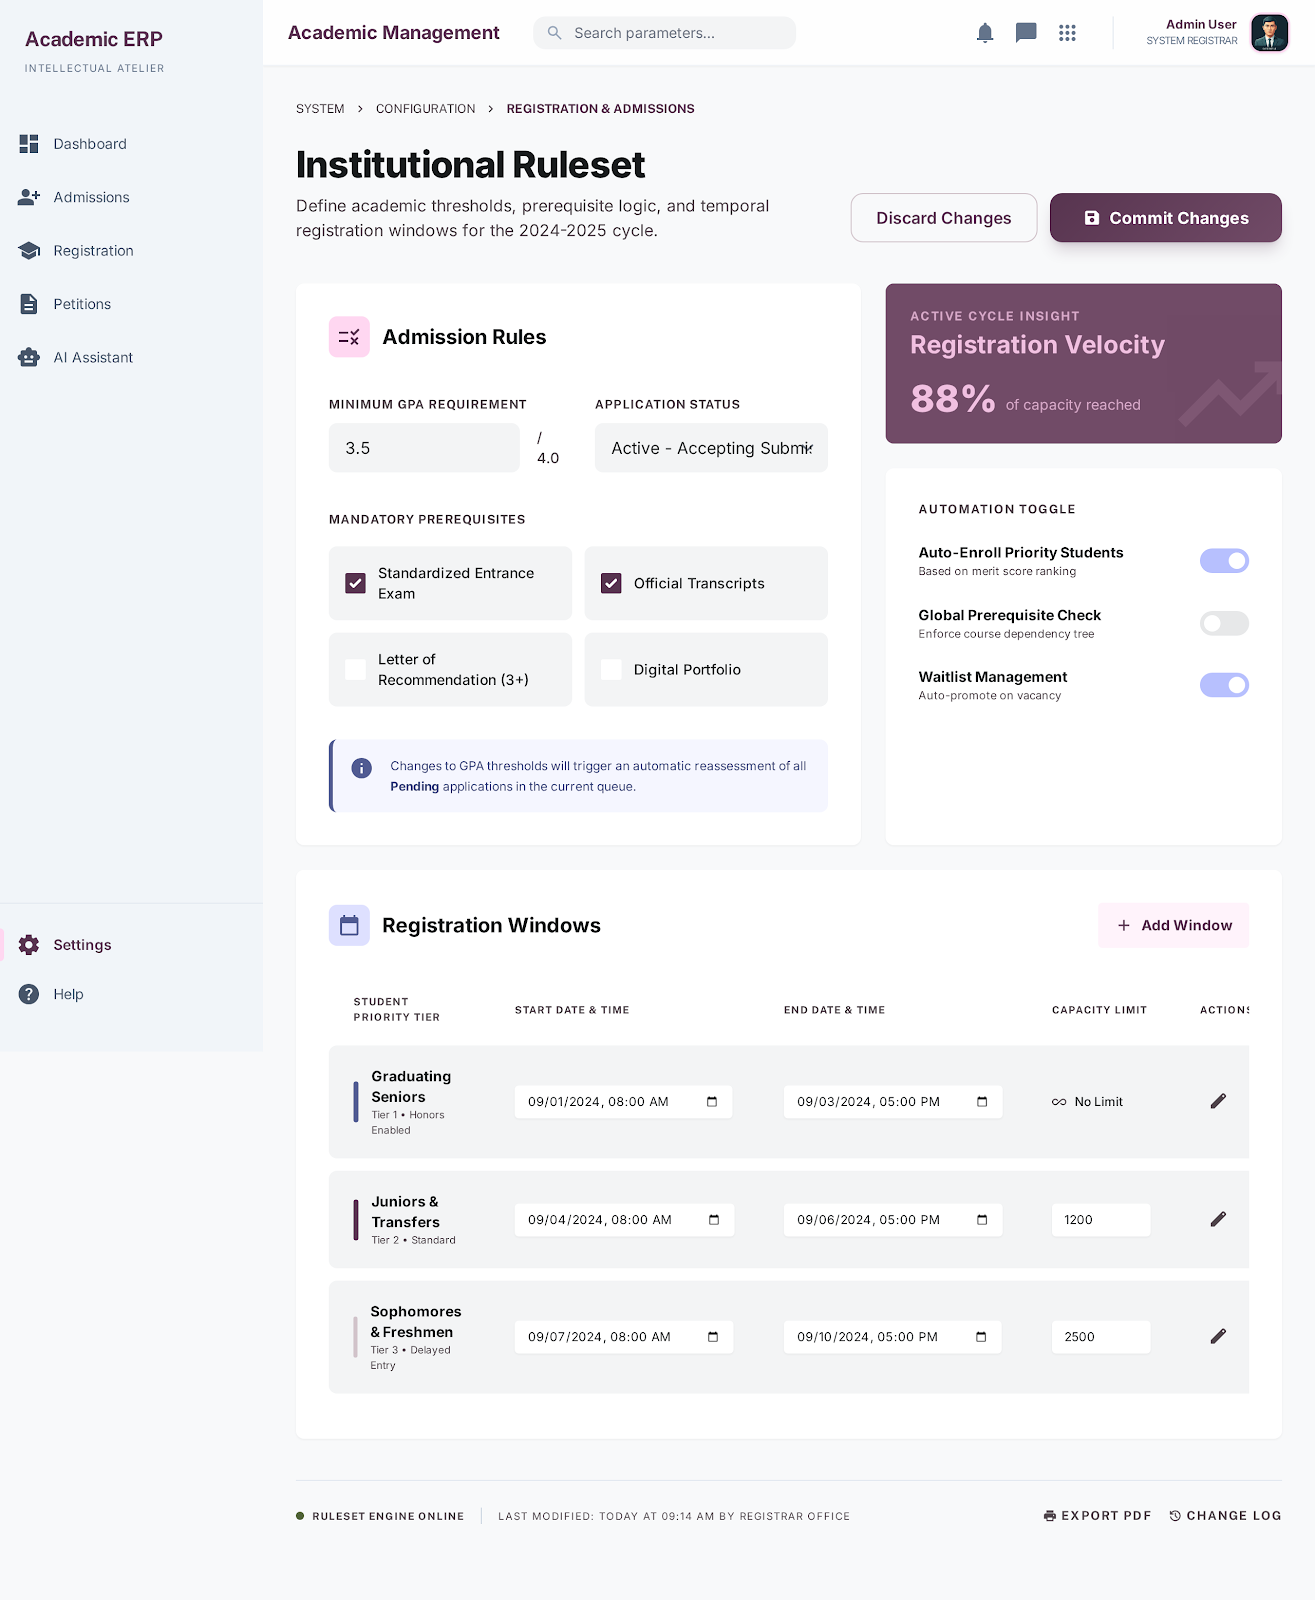 Academic ERP
INTELLECTUAL ATELIER
Dashboard
Admissions
Registration
Petitions
AI Assistant
Settings
Help
Academic Management
Search parameters...
Admin User
SYSTEM REGISTRAR
SYSTEM > CONFIGURATION > REGISTRATION & ADMISSIONS
Institutional Ruleset
Define academic thresholds, prerequisite logic, and temporal
registration windows for the 2024-2025 cycle.
Discard Changes
Commit Changes
Admission Rules
MINIMUM GPA REQUIREMENT
3.5
/
4.0
APPLICATION STATUS
Active - Accepting Submi
MANDATORY PREREQUISITES
Standardized Entrance
Exam
Official Transcripts
Letter of
Recommendation (3+)
Digital Portfolio
Changes to GPA thresholds will trigger an automatic reassessment of all
Pending applications in the current queue.
ACTIVE CYCLE INSIGHT
Registration Velocity
88% of capacity reached
AUTOMATION TOGGLE
Auto-Enroll Priority Students
Based on merit score ranking
Global Prerequisite Check
Enforce course dependency tree
Waitlist Management
Auto-promote on vacancy
Registration Windows
+ Add Window
STUDENT
PRIORITY TIER
START DATE & TIME
END DATE & TIME
CAPACITY LIMIT
ACTIONS
Graduating
Seniors
Tier 1 • Honors
Enabled
09/01/2024, 08:00 AM
09/03/2024, 05:00 PM
No Limit
Juniors &
Transfers
Tier 2 • Standard
09/04/2024, 08:00 AM
09/06/2024, 05:00 PM
1200
Sophomores
& Freshmen
Tier 3 • Delayed
Entry
09/07/2024, 08:00 AM
09/10/2024, 05:00 PM
2500
RULESET ENGINE ONLINE
LAST MODIFIED: TODAY AT 09:14 AM BY REGISTRAR OFFICE
EXPORT PDF
CHANGE LOG